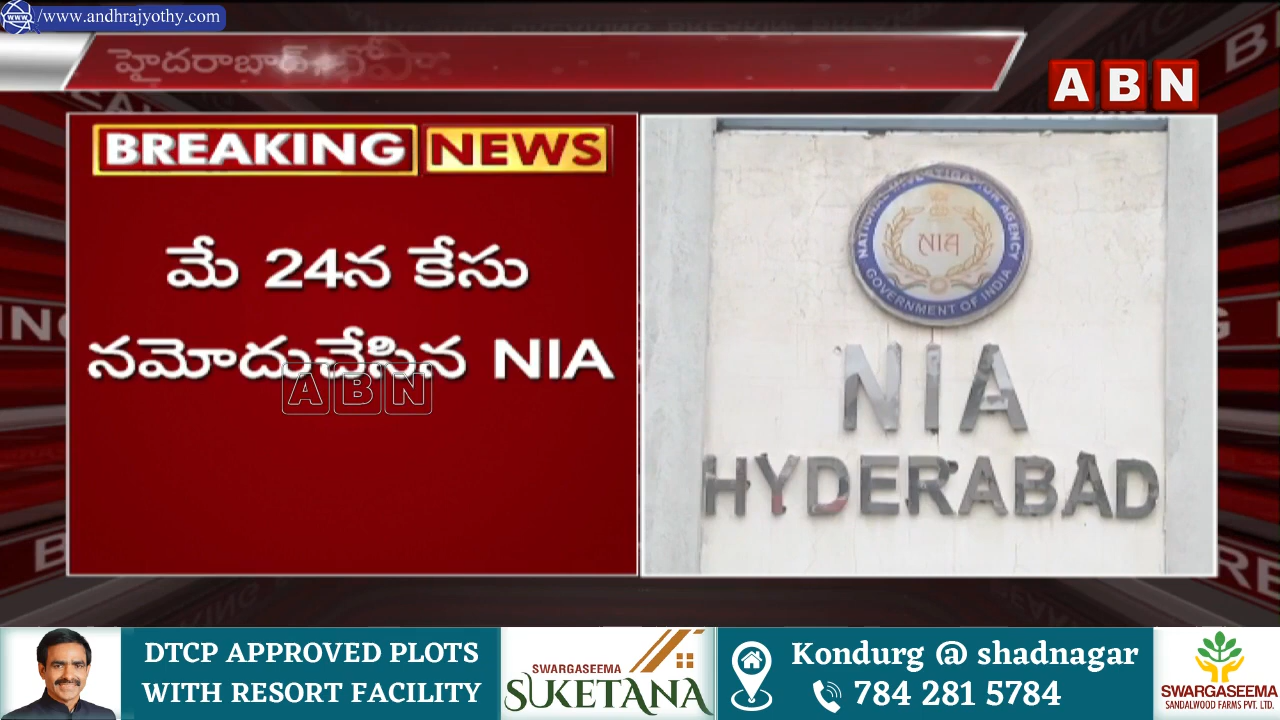 /www.andhrajyothy.com
హైదరాబాద్
ABN
BREAKING NEWS
మే 24న కేసు
నమోదుచేసిన NIA
ABN
NIA
GOVERNMENT OF INDIA
NIA
HYDERABAD
DTCP APPROVED PLOTS
WITH RESORT FACILITY
SWARGASEEMA
SUKETANA
Kondurg @ shadnagar
784 281 5784
SWARGASEEMA
SANDALWOOD FARMS PVT. LTD.